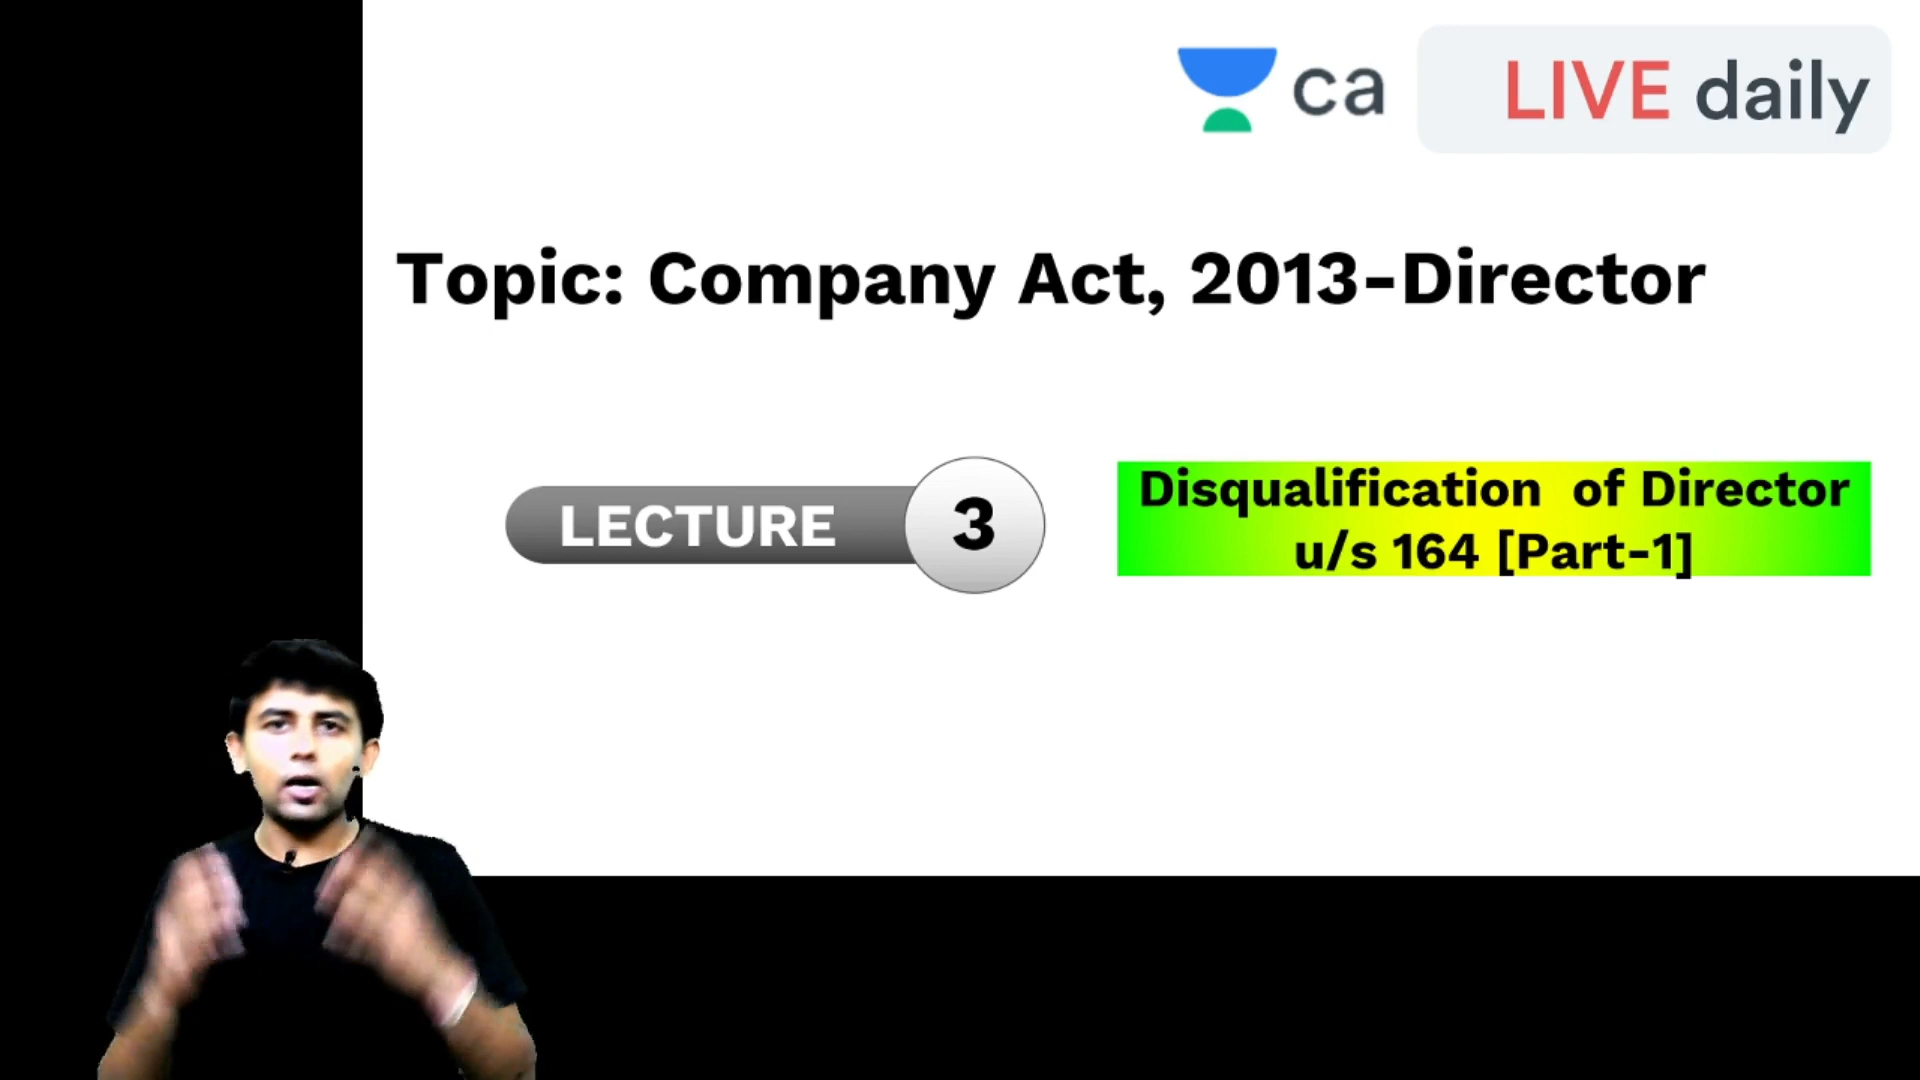 ca LIVE daily
Topic: Company Act, 2013-Director
LECTURE 3
Disqualification of Director
u/s 164 [Part-1]